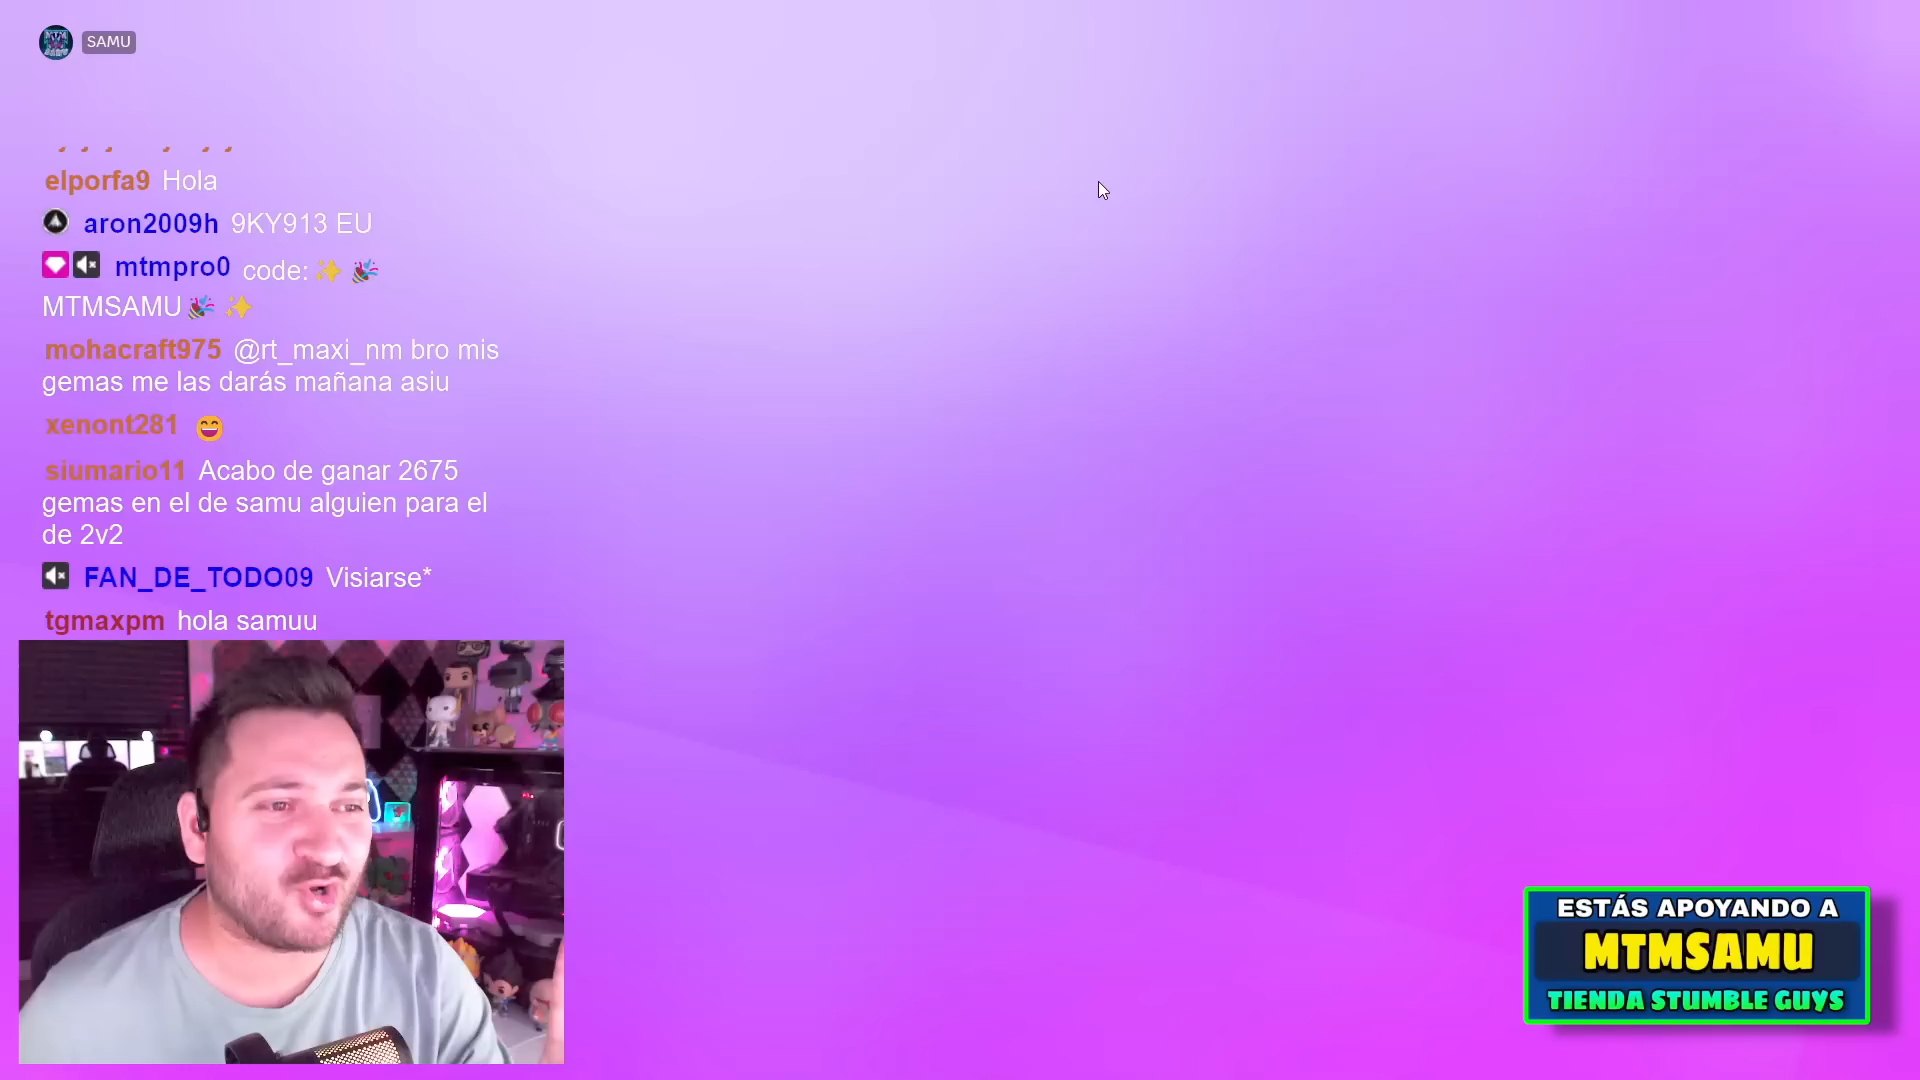 SAMU
elporfa9 Hola
aron2009h 9KY913 EU
mtmpro0 code: ✨ 🎉
MTMSAMU 🎉 ✨
mohacraft975 @rt_maxi_nm bro mis
gemas me las darás mañana asiu
xenont281 😄
siumario11 Acabo de ganar 2675
gemas en el de samu alguien para el
de 2v2
FAN_DE_TODO09 Visiarse*
tgmaxpm hola samuu
ESTÁS APOYANDO A
MTMSAMU
TIENDA STUMBLE GUYS